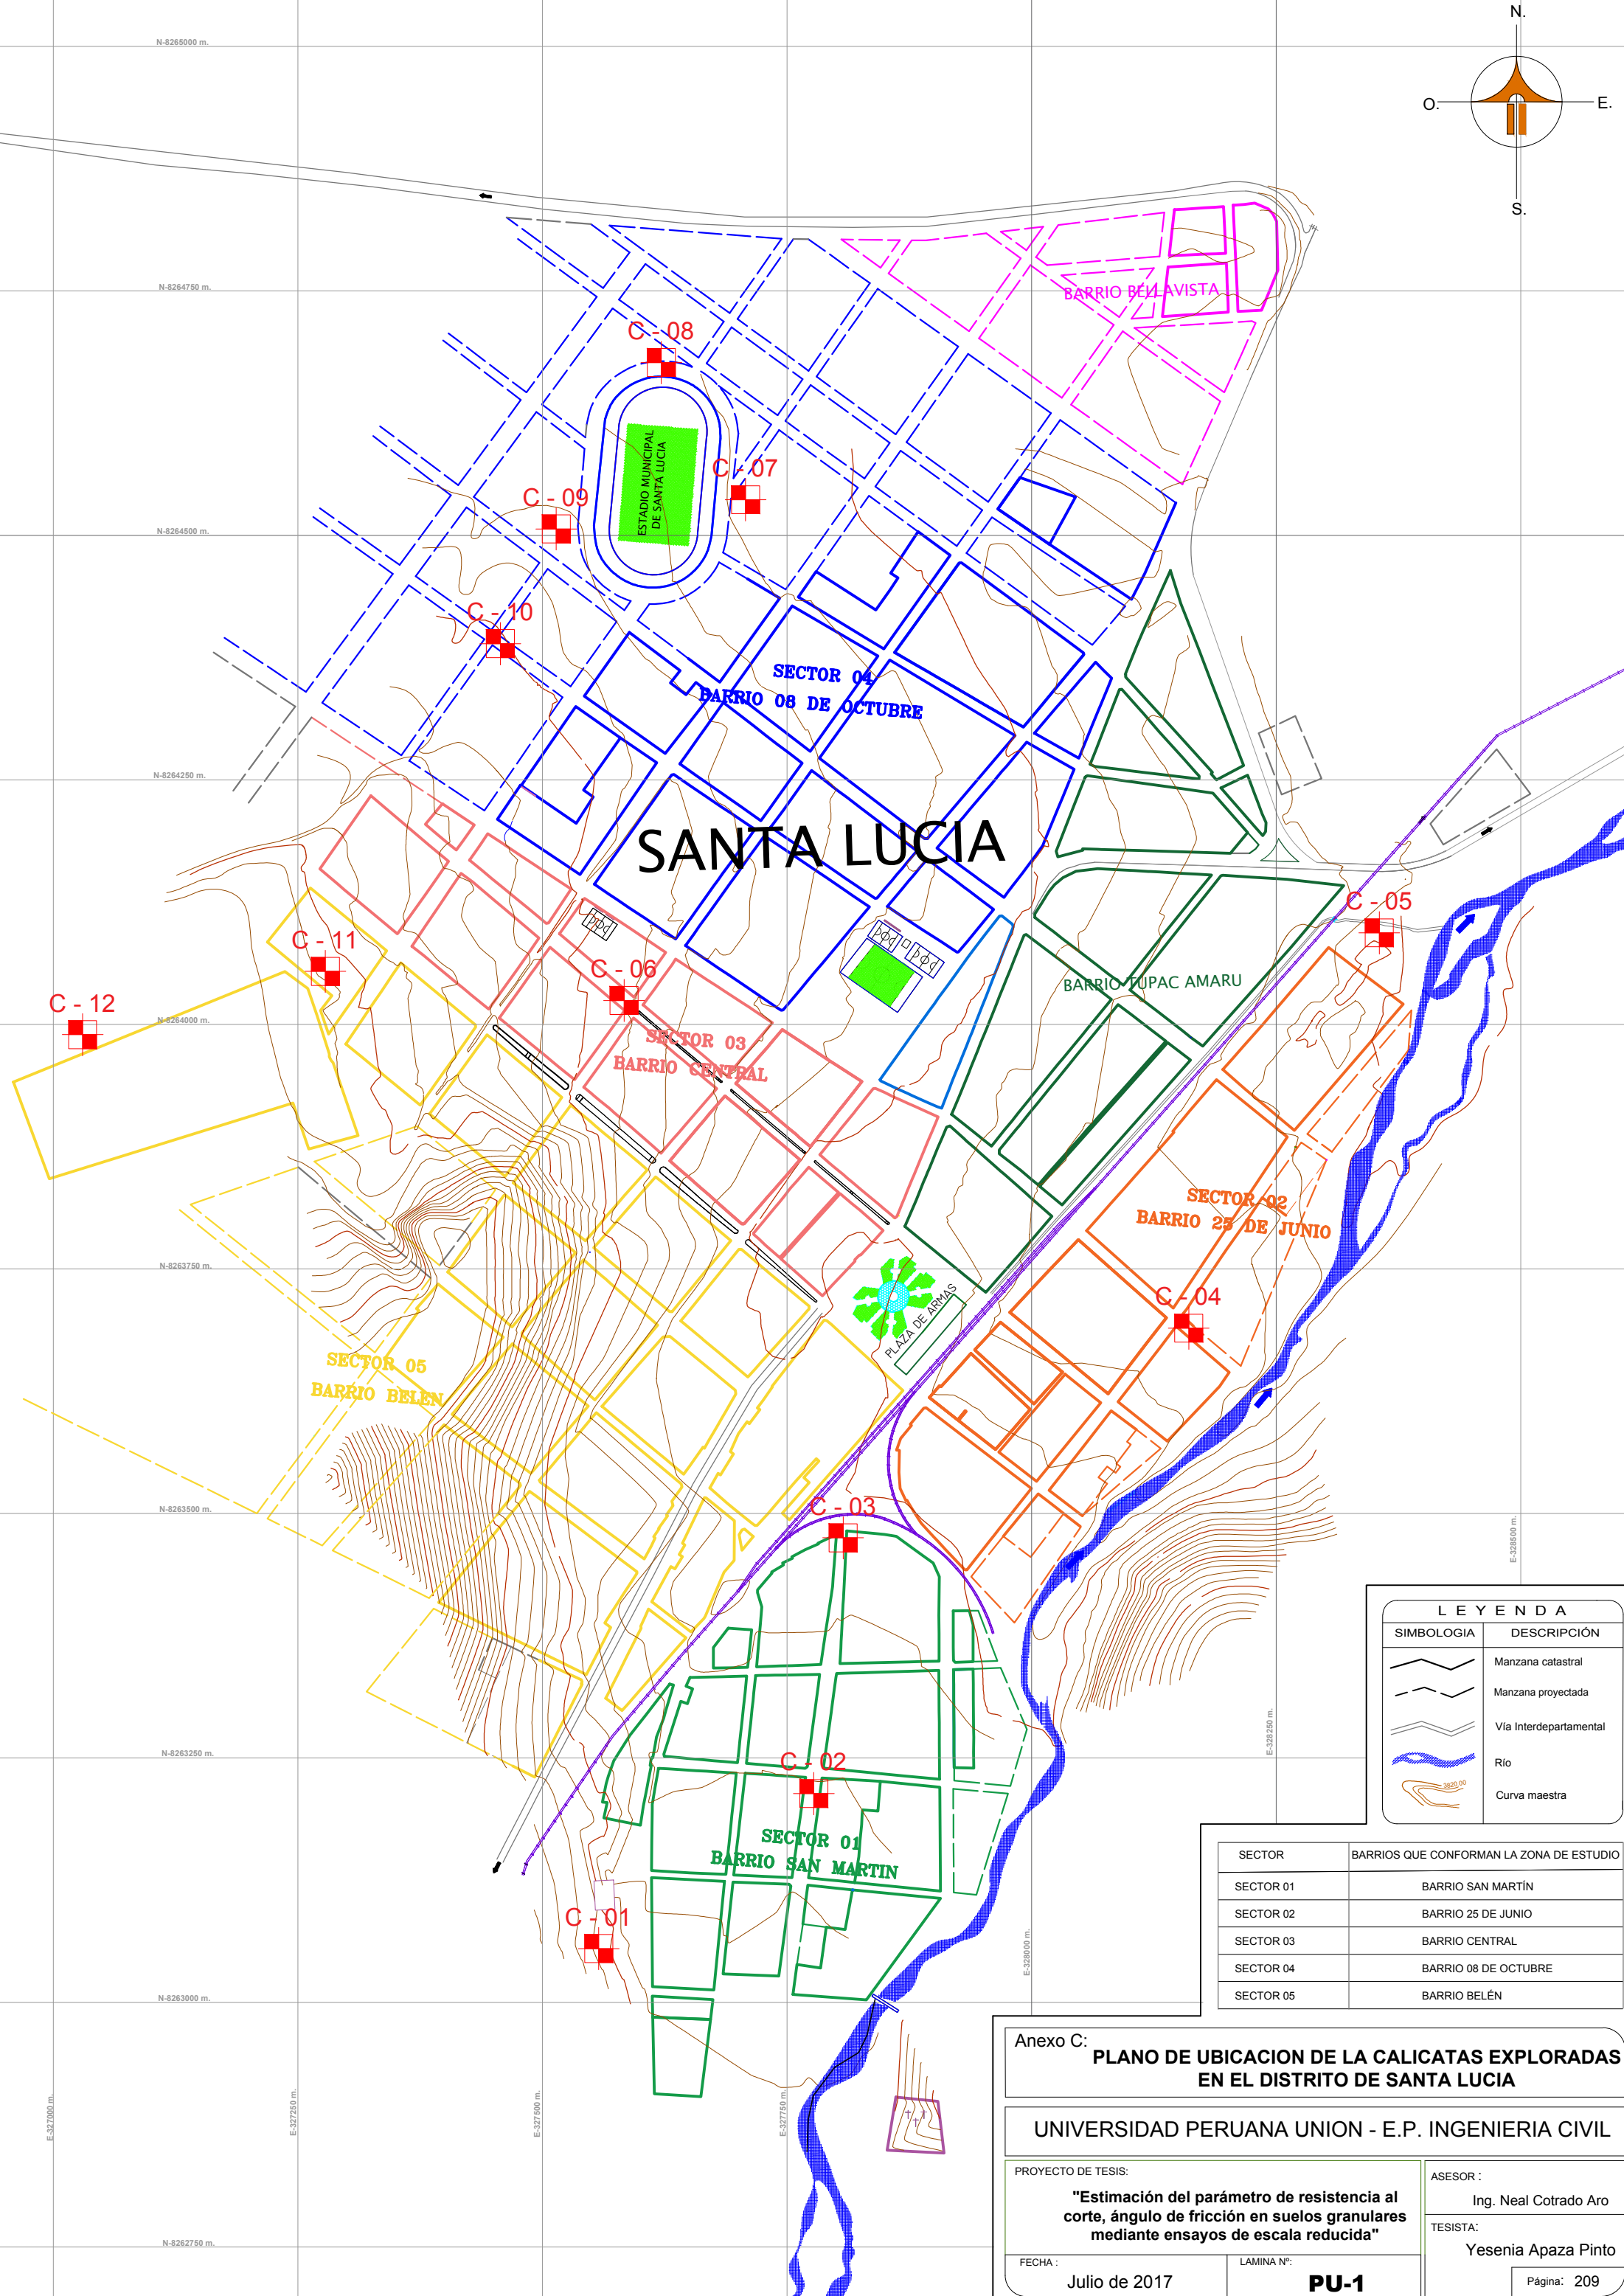 N.
N-8265000 m.
O.
E.
S.
N-8264750 m.
BARRIO BELLAVISTA
C - 08
ESTADIO MUNICIPAL
DE SANTA LUCIA
C - 07
C - 09
N-8264500 m.
C - 10
SECTOR 04
BARRIO 08 DE OCTUBRE
N-8264250 m.
SANTA LUCIA
C - 05
C - 11
C - 06
BARRIO TUPAC AMARU
C - 12
N-8264000 m.
SECTOR 03
BARRIO CENTRAL
SECTOR 02
BARRIO 25 DE JUNIO
N-8263750 m.
PLAZA DE ARMAS
C - 04
SECTOR 05
BARRIO BELEN
N-8263500 m.
C - 03
E-328500 m.
LEYENDA
SIMBOLOGIA
DESCRIPCIÓN
Manzana catastral
Manzana proyectada
Vía Interdepartamental
Río
3820.00
Curva maestra
E-328250 m.
N-8263250 m.
C - 02
SECTOR 01
BARRIO SAN MARTIN
SECTOR
BARRIOS QUE CONFORMAN LA ZONA DE ESTUDIO
SECTOR 01
BARRIO SAN MARTÍN
SECTOR 02
BARRIO 25 DE JUNIO
SECTOR 03
BARRIO CENTRAL
SECTOR 04
BARRIO 08 DE OCTUBRE
SECTOR 05
BARRIO BELÉN
C - 01
E-328000 m.
N-8263000 m.
E-327000 m.
E-327250 m.
E-327500 m.
E-327750 m.
Anexo C:
PLANO DE UBICACION DE LA CALICATAS EXPLORADAS
EN EL DISTRITO DE SANTA LUCIA
UNIVERSIDAD PERUANA UNION - E.P. INGENIERIA CIVIL
PROYECTO DE TESIS:
"Estimación del parámetro de resistencia al
corte, ángulo de fricción en suelos granulares
mediante ensayos de escala reducida"
ASESOR :
Ing. Neal Cotrado Aro
TESISTA:
Yesenia Apaza Pinto
N-8262750 m.
FECHA :
Julio de 2017
LAMINA Nº:
PU-1
Página: 209